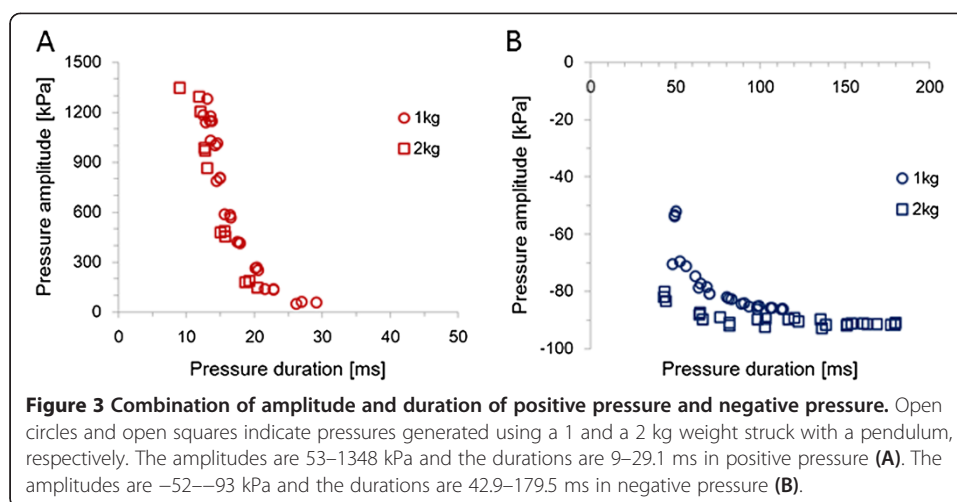 A
B
1500
1200
900
600
300
0
0
10
20
30
40
50
Pressure amplitude [kPa]
Pressure duration [ms]
1kg
2kg
0
-20
-40
-60
-80
-100
0
50
100
150
200
Pressure amplitude [kPa]
Pressure duration [ms]
1kg
2kg
Figure 3 Combination of amplitude and duration of positive pressure and negative pressure. Open
circles and open squares indicate pressures generated using a 1 and a 2 kg weight struck with a pendulum,
respectively. The amplitudes are 53–1348 kPa and the durations are 9–29.1 ms in positive pressure (A). The
amplitudes are −52–−93 kPa and the durations are 42.9–179.5 ms in negative pressure (B).